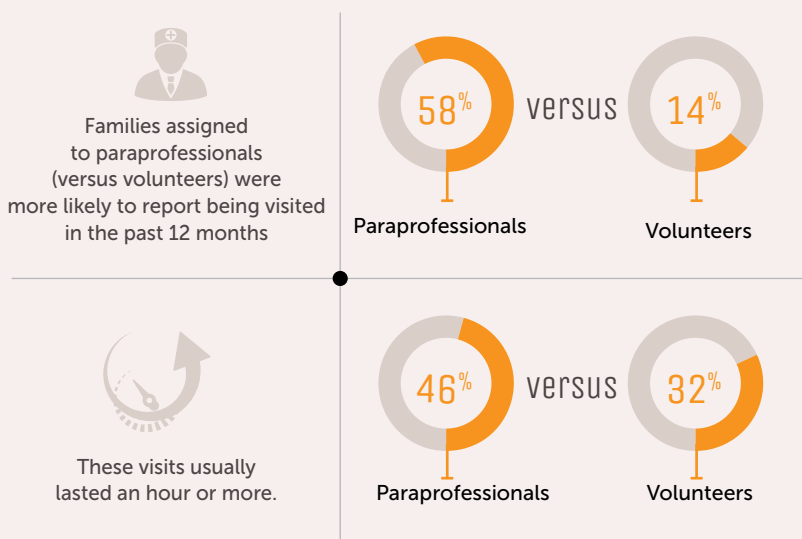 Families assigned
to paraprofessionals
(versus volunteers) were
more likely to report being visited
in the past 12 months
58% versus 14%
Paraprofessionals
Volunteers
These visits usually
lasted an hour or more.
46% versus 32%
Paraprofessionals
Volunteers